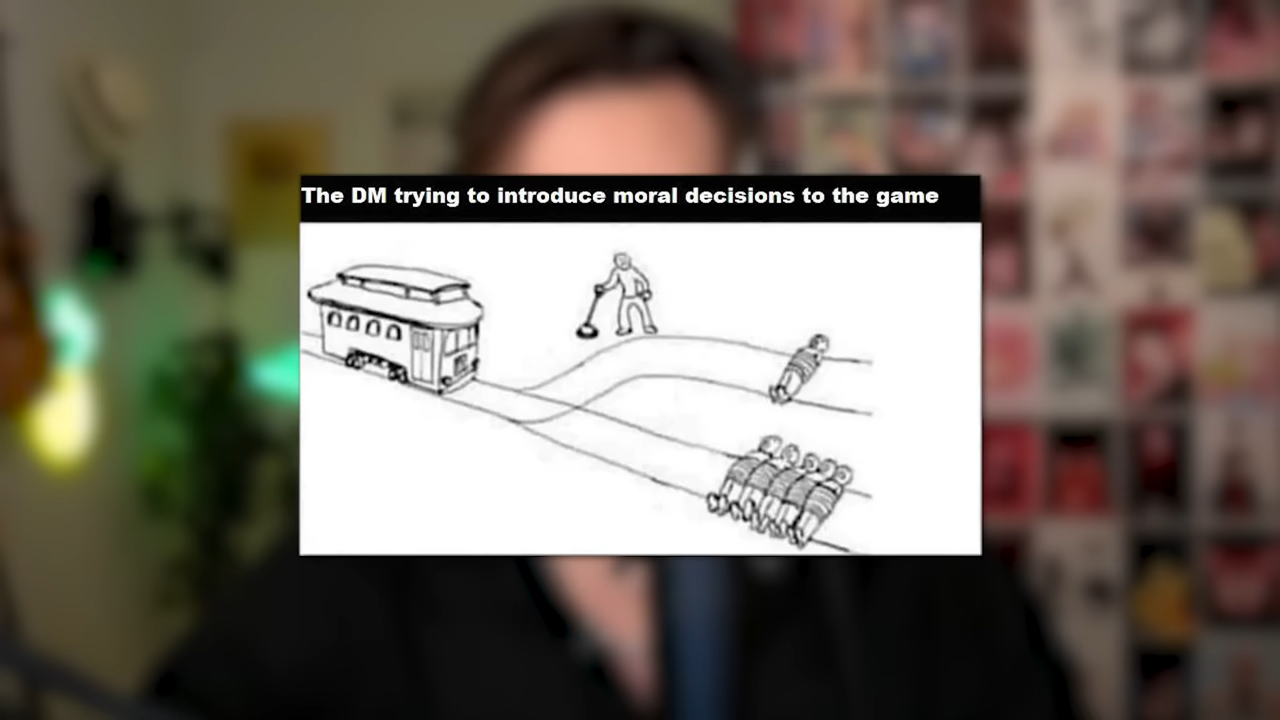 The DM trying to introduce moral decisions to the game